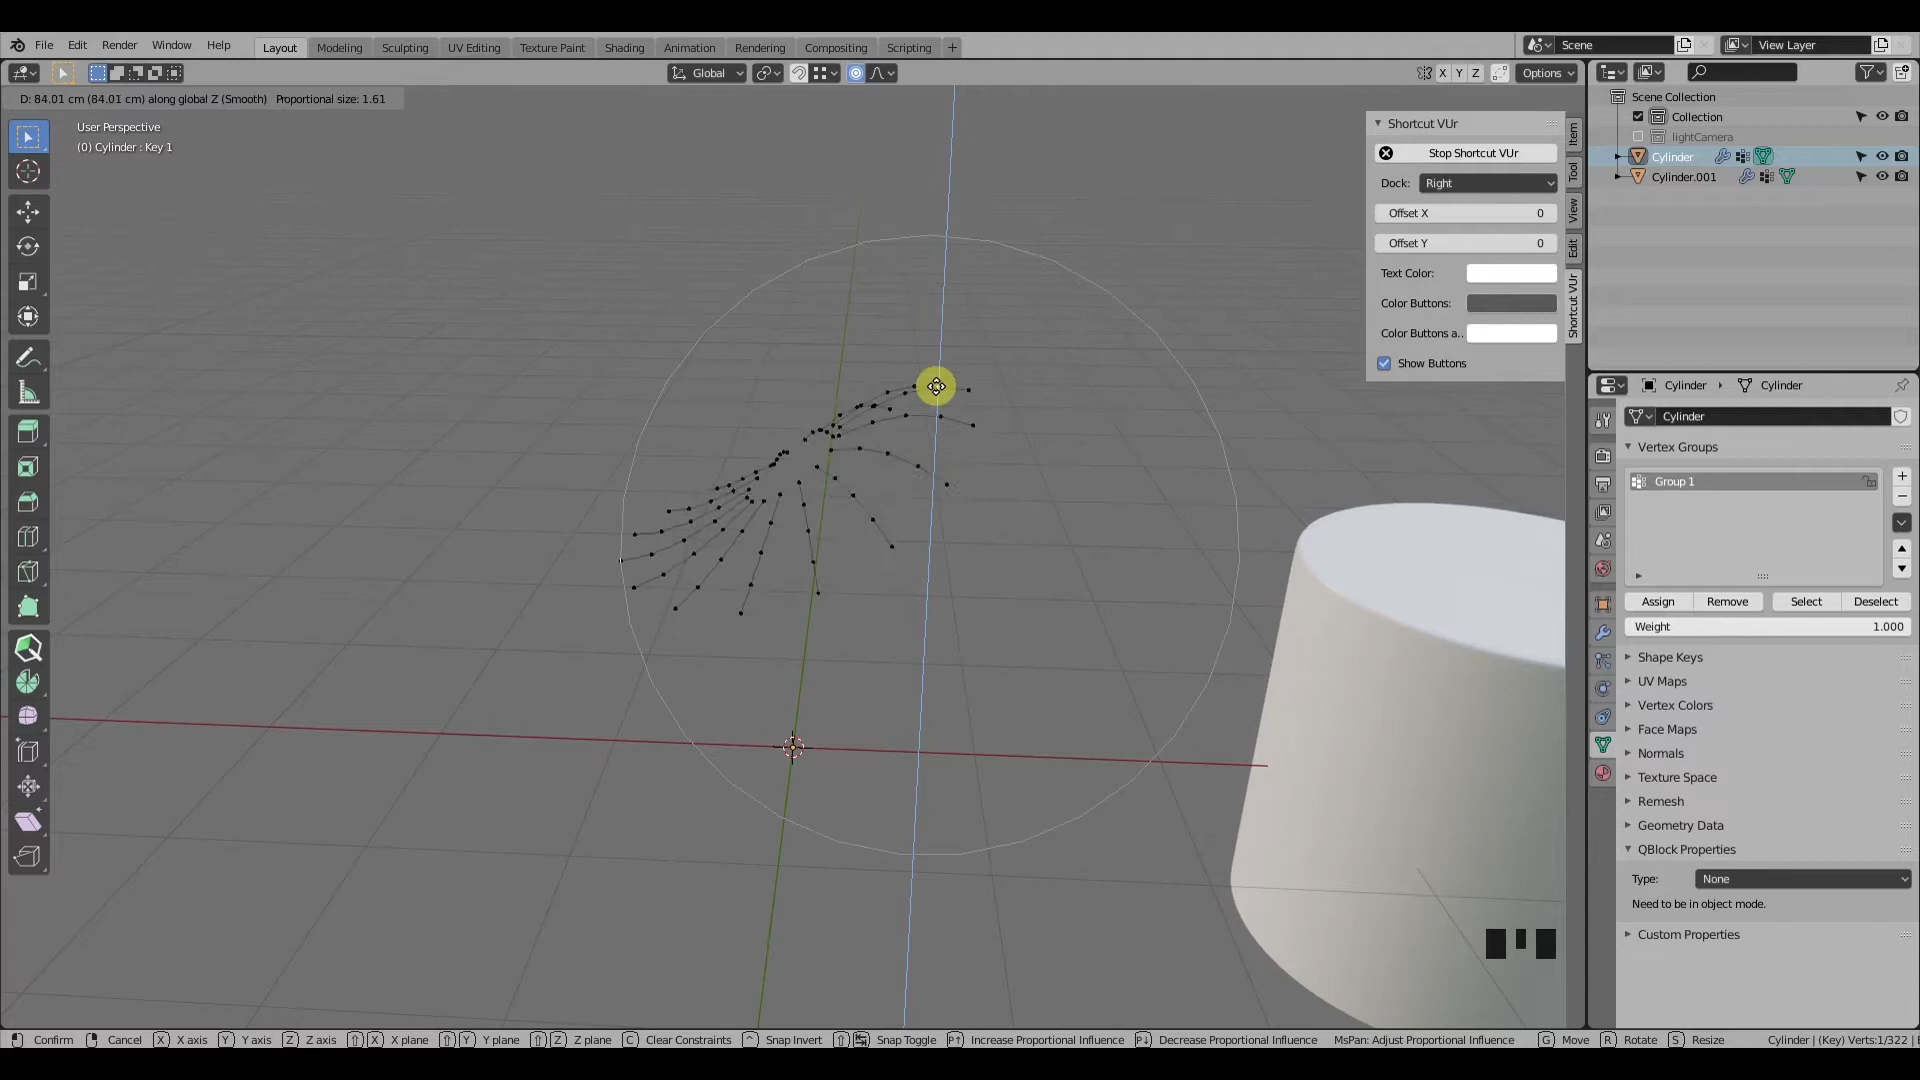 File Edit Render Window Help Layout Modeling Sculpting UV Editing Texture Paint Shading Animation Rendering Compositing Scripting + Scene View Layer
Global X Y Z Options
D: 84.01 cm (84.01 cm) along global Z (Smooth) Proportional size: 1.61
User Perspective
(0) Cylinder : Key 1
Shortcut VUr
Stop Shortcut VUr
Dock: Right
Offset X 0
Offset Y 0
Text Color:
Color Buttons:
Color Buttons a..
Show Buttons
Item
Tool
View
Edit
Shortcut VUr
Scene Collection
Collection
lightCamera
Cylinder
Cylinder.001
Cylinder Cylinder
Cylinder
Vertex Groups
Group 1
Assign Remove Select Deselect
Weight 1.000
Shape Keys
UV Maps
Vertex Colors
Face Maps
Normals
Texture Space
Remesh
Geometry Data
QBlock Properties
Type: None
Need to be in object mode.
Custom Properties
Confirm Cancel X X axis Y Y axis Z Z axis X X plane Y Y plane Z Z plane C Clear Constraints Snap Invert Snap Toggle P↑ Increase Proportional Influence P↓ Decrease Proportional Influence MsPan: Adjust Proportional Influence G Move R Rotate S Resize Cylinder | (Key) Verts:1/322 |